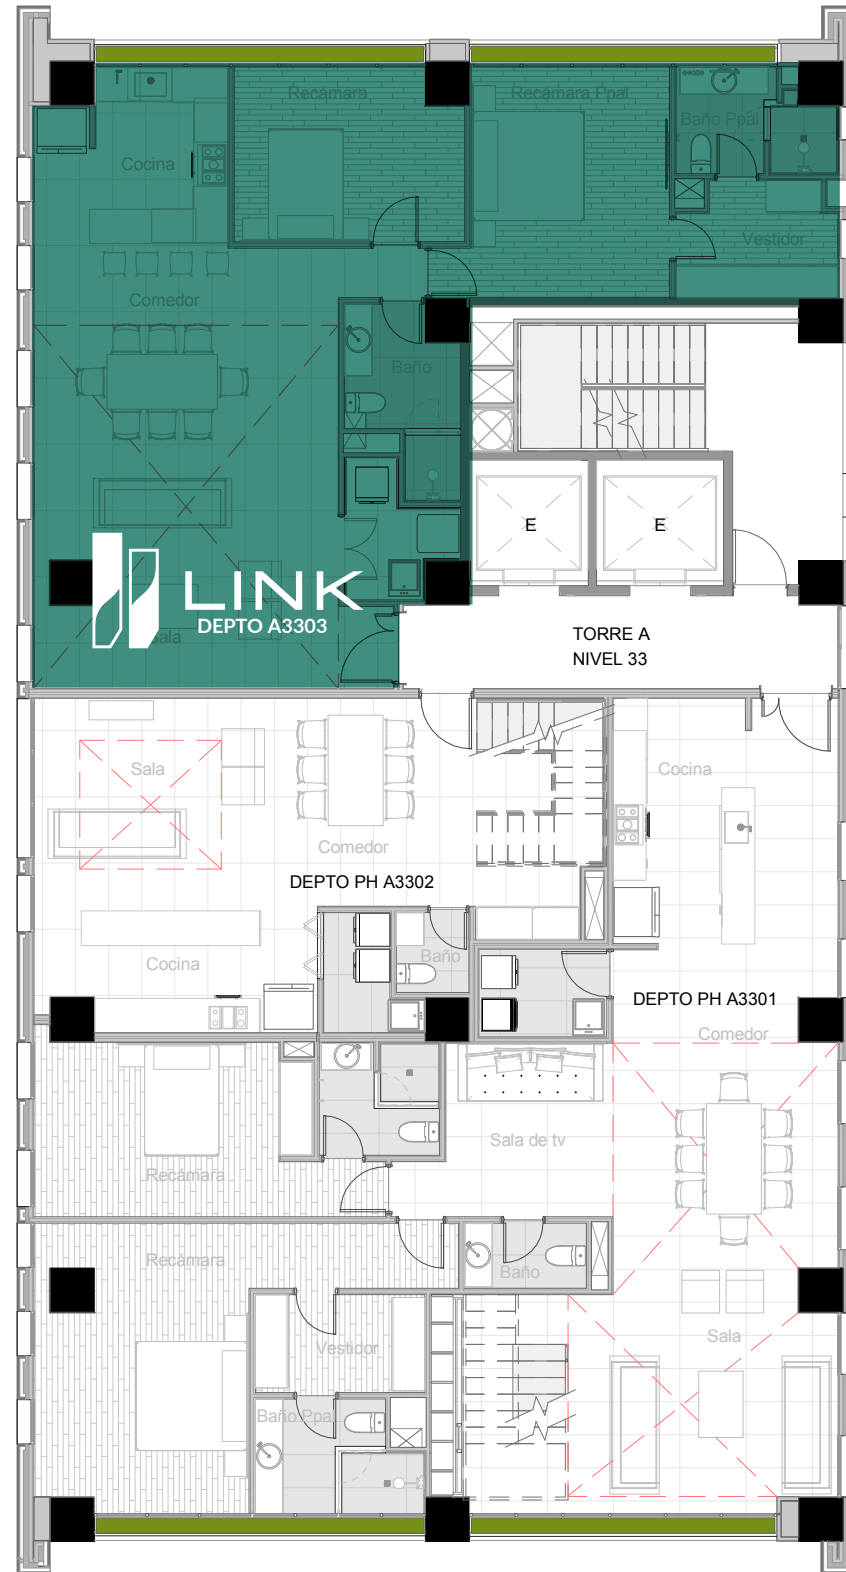 Recámara
Recámara Ppal
Baño Ppal
Cocina
Vestidor
Comedor
Baño
E
E
LINK
DEPTO A3303
Sala
TORRE A
NIVEL 33
Sala
Cocina
Comedor
DEPTO PH A3302
Baño
Cocina
DEPTO PH A3301
Comedor
Sala de tv
Recámara
Recámara
Baño
Sala
Vestidor
Baño Ppal